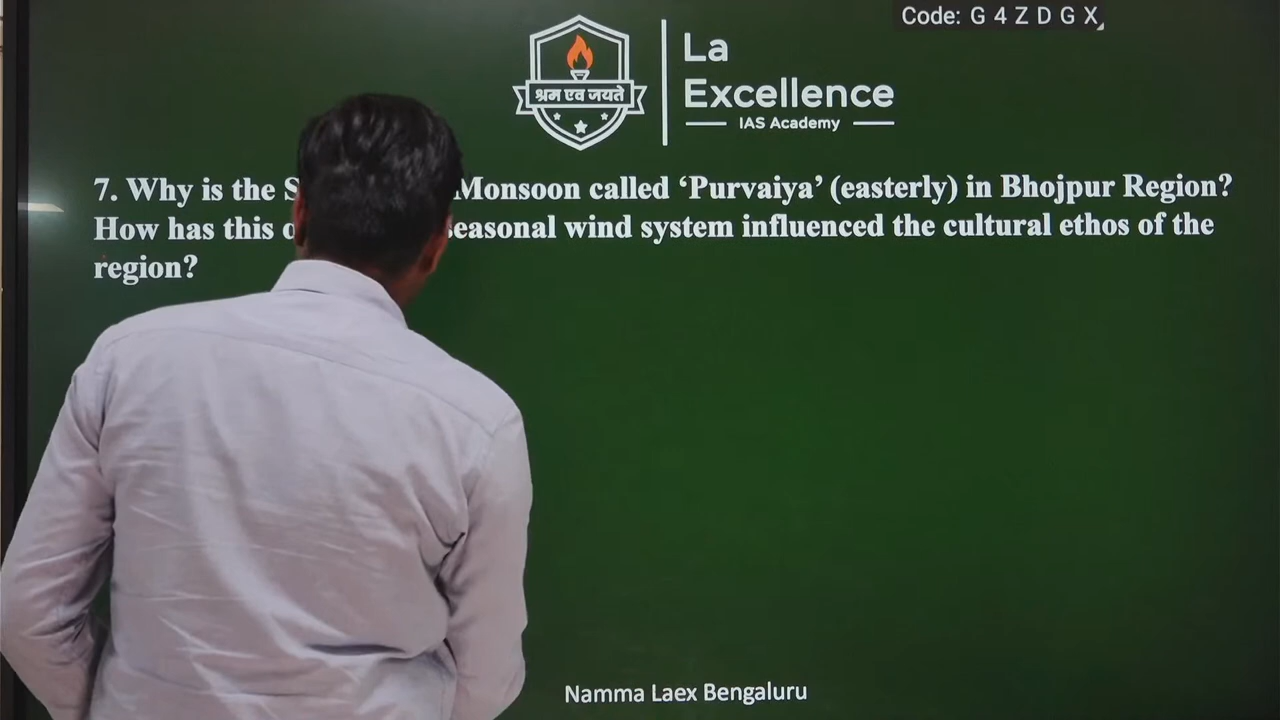 Code: G 4 Z D G X
La
Excellence
IAS Academy
श्रम एव जयते
7. Why is the Monsoon called ‘Purvaiya’ (easterly) in Bhojpur Region?
How has this seasonal wind system influenced the cultural ethos of the
region?
Namma Laex Bengaluru